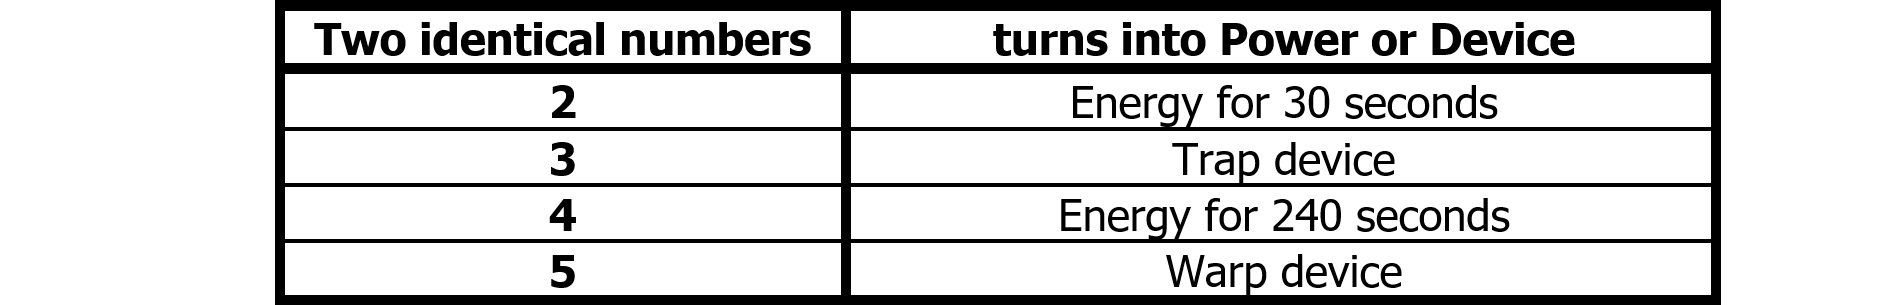 Two identical numbers turns into Power or Device
2 Energy for 30 seconds
3 Trap device
4 Energy for 240 seconds
5 Warp device